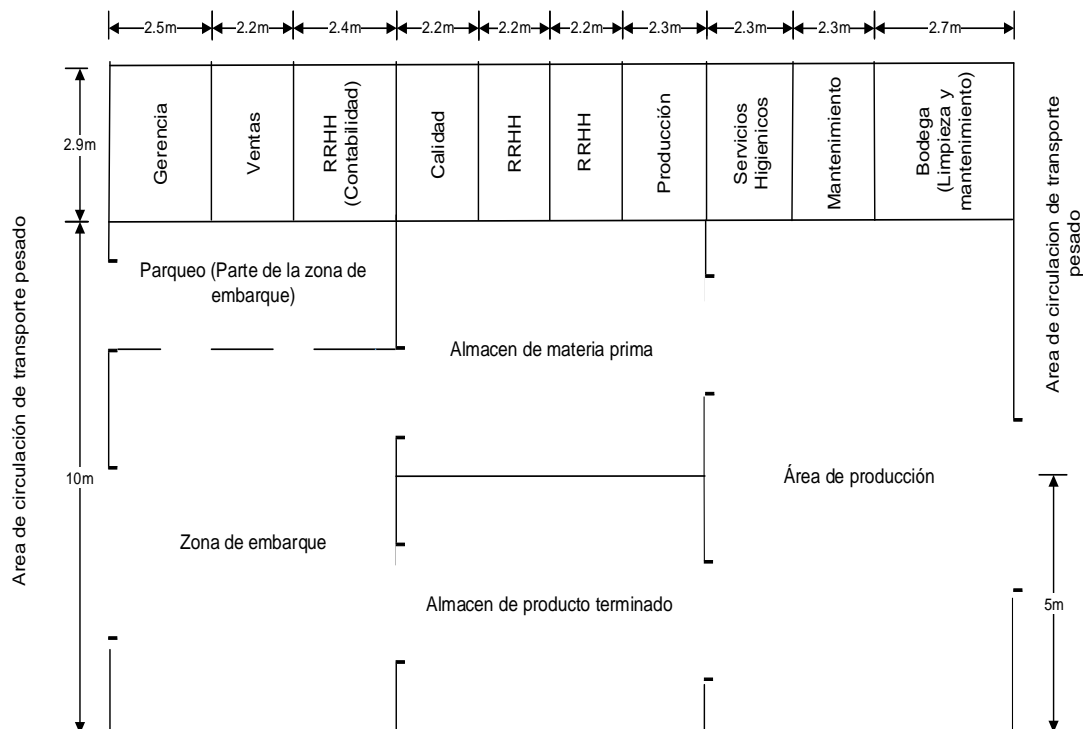 2.5m
2.2m
2.4m
2.2m
2.2m
2.2m
2.3m
2.3m
2.3m
2.7m
2.9m
Gerencia
Ventas
RRHH
(Contabilidad)
Calidad
RRHH
RRHH
Producción
Servicios
Higienicos
Mantenimiento
Bodega
(Limpieza y
mantenimiento)
Area de circulación de transporte pesado
Area de circulacion de transporte
pesado
Parqueo (Parte de la zona de
embarque)
Almacen de materia prima
10m
Área de producción
Zona de embarque
Almacen de producto terminado
5m